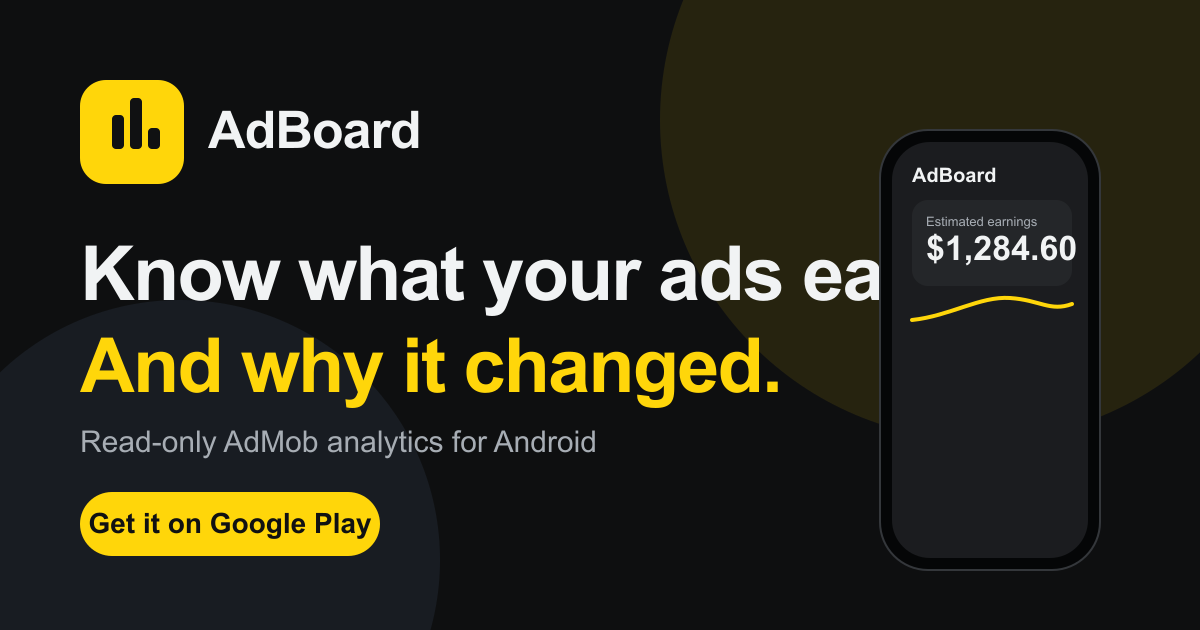 AdBoard
Know what your ads ea
And why it changed.
Read-only AdMob analytics for Android
Get it on Google Play
AdBoard
Estimated earnings
$1,284.60